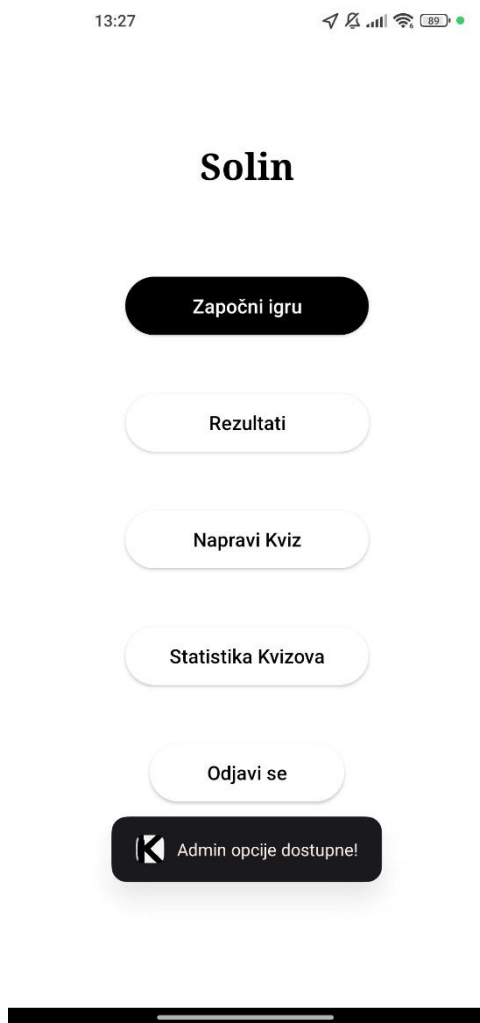 13:27
89
Solin
Započni igru
Rezultati
Napravi Kviz
Statistika Kvizova
Odjavi se
K
Admin opcije dostupne!